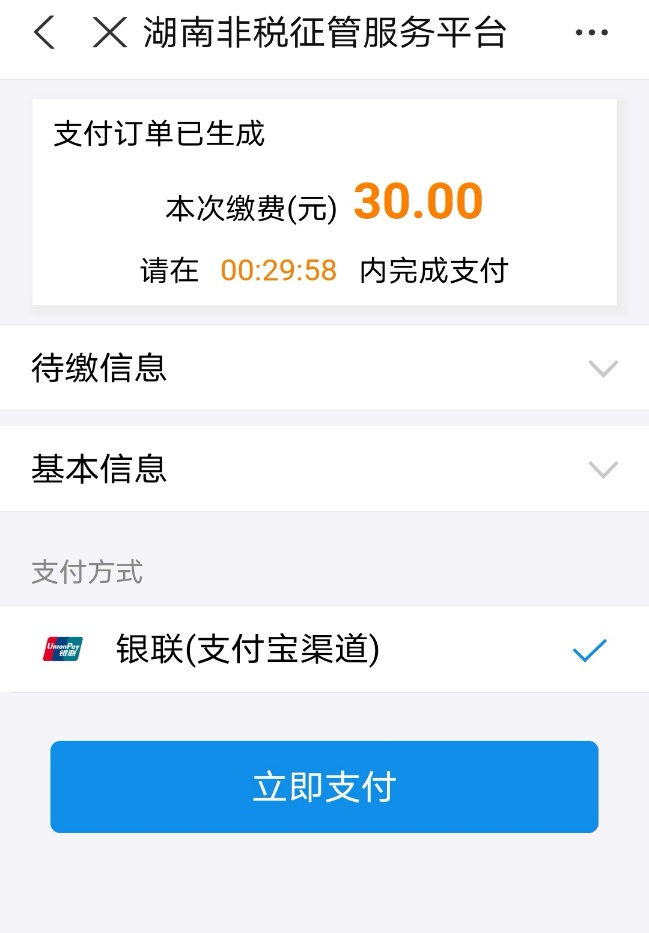 湖南非税征管服务平台
支付订单已生成
本次缴费(元) 30.00
请在 00:29:58 内完成支付
待缴信息
基本信息
支付方式
UnionPay
银联
银联(支付宝渠道)
立即支付